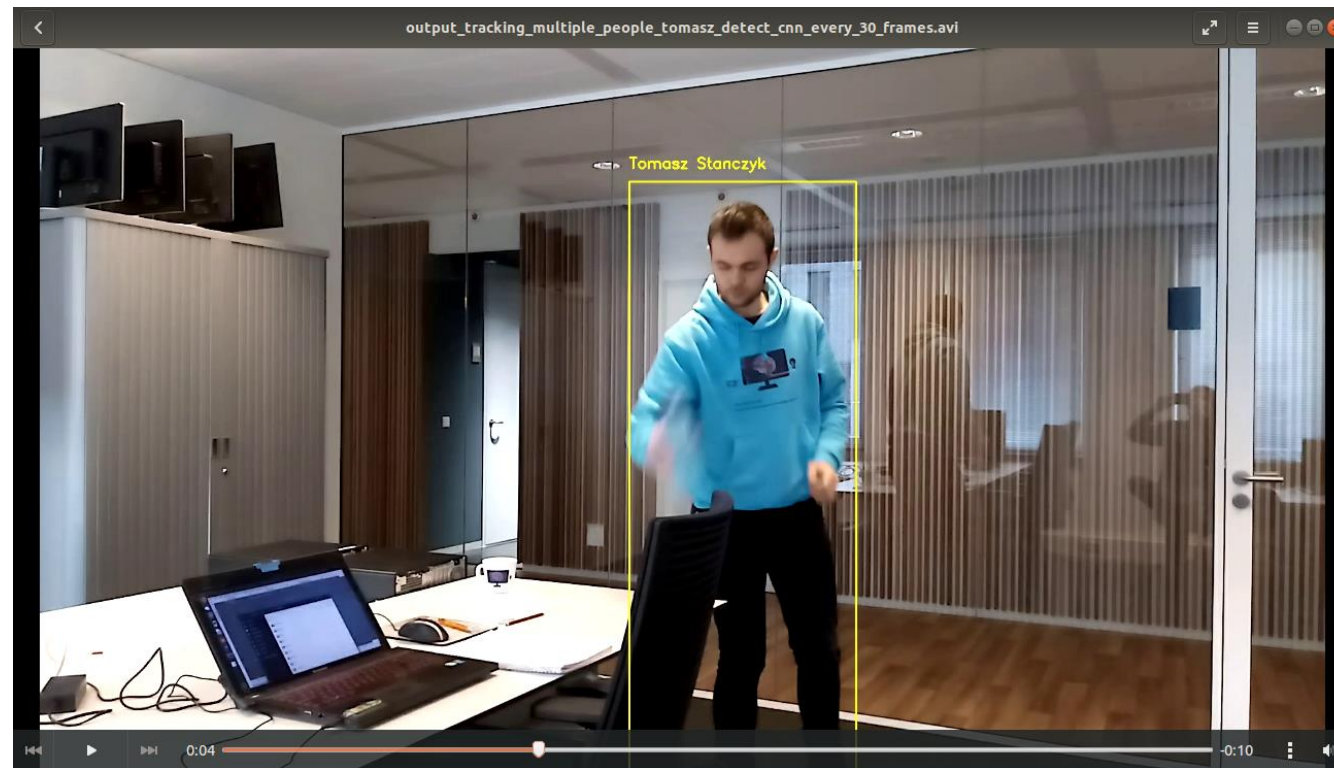 output_tracking_multiple_people_tomasz_detect_cnn_every_30_frames.avi
Tomasz Stanczyk
0:04
-0:10